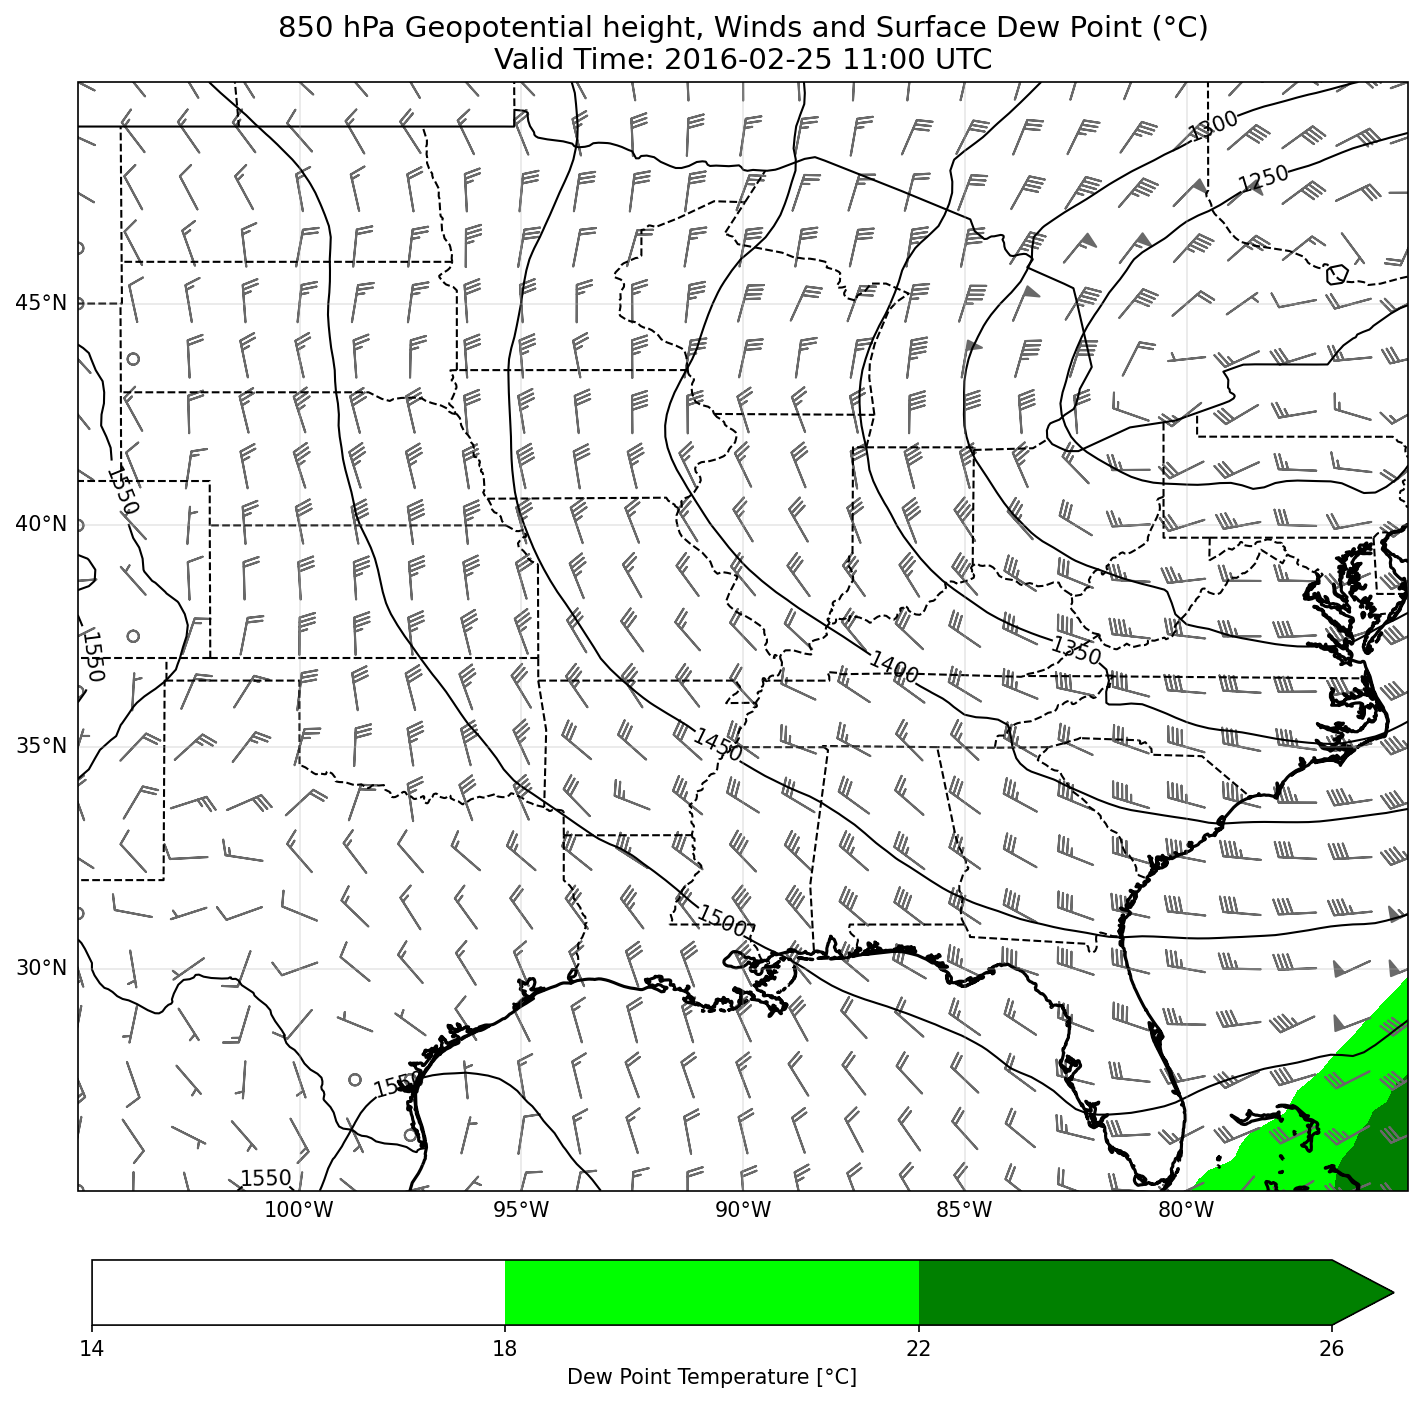 850 hPa Geopotential height, Winds and Surface Dew Point (°C)
Valid Time: 2016-02-25 11:00 UTC
1300
1250
45°N
1550
40°N
1550
1350
1400
1450
35°N
1500
30°N
1550
1550
100°W
95°W
90°W
85°W
80°W
14
18
22
26
Dew Point Temperature [°C]